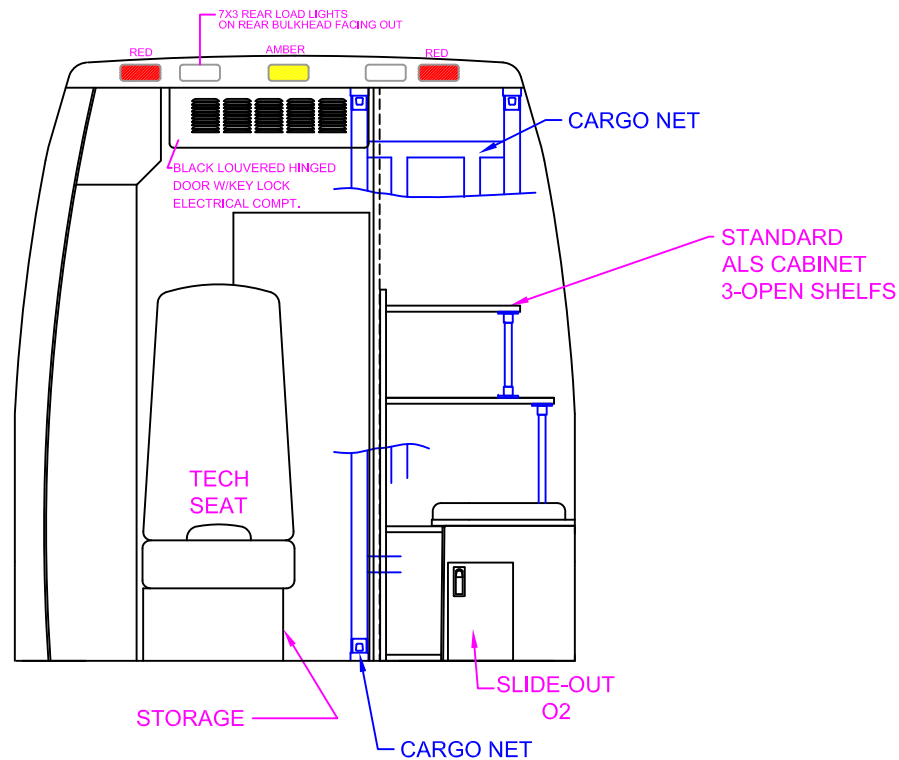 7X3 REAR LOAD LIGHTS
ON REAR BULKHEAD FACING OUT
RED
AMBER
RED
CARGO NET
BLACK LOUVERED HINGED
DOOR W/KEY LOCK
ELECTRICAL COMPT.
STANDARD
ALS CABINET
3-OPEN SHELFS
TECH
SEAT
SLIDE-OUT
O2
STORAGE
CARGO NET